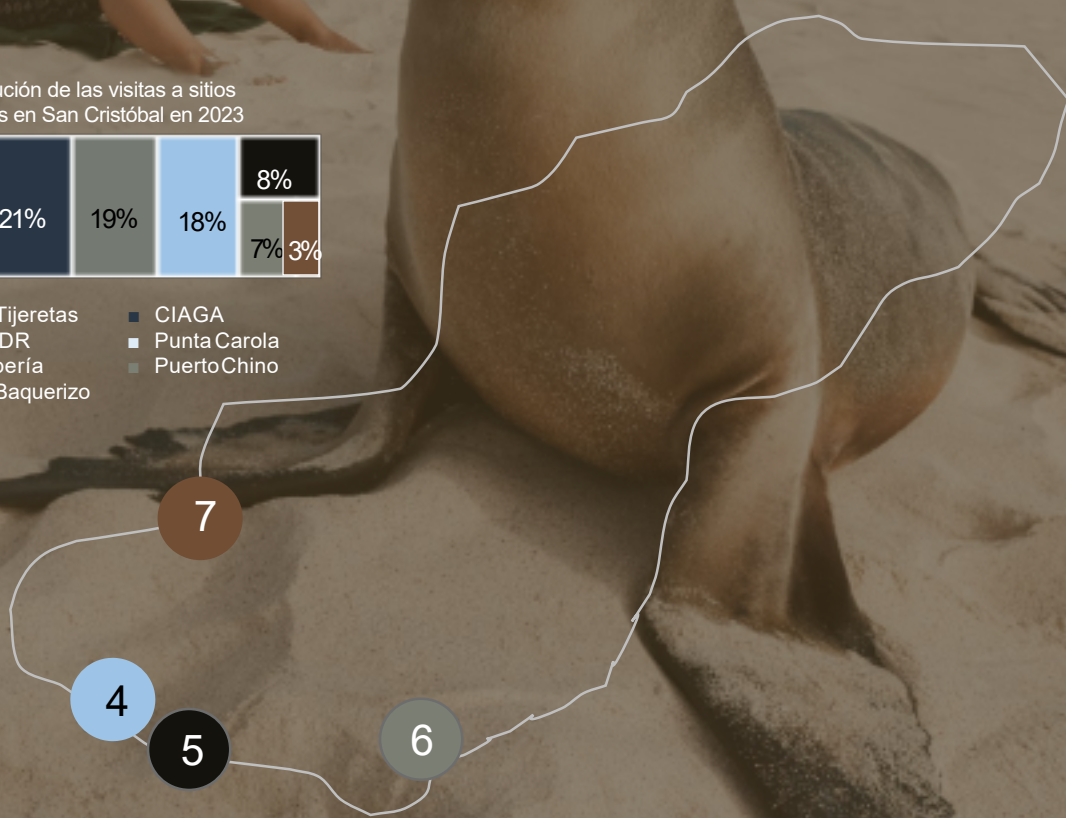 ución de las visitas a sitios
s en San Cristóbal en 2023
8%
21%
19%
18%
7%
3%
Tijeretas
CIAGA
DR
Punta Carola
ería
Puerto Chino
Baquerizo
7
4
5
6